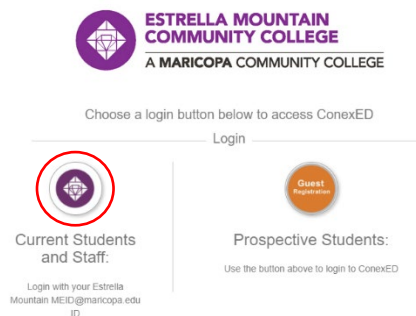 ESTRELLA MOUNTAIN
COMMUNITY COLLEGE
A MARICOPA COMMUNITY COLLEGE
Choose a login button below to access ConexED
Login
Guest
Registration
Current Students
and Staff:
Login with your Estrella
Mountain MEID@maricopa.edu
ID
Prospective Students:
Use the button above to login to ConexED